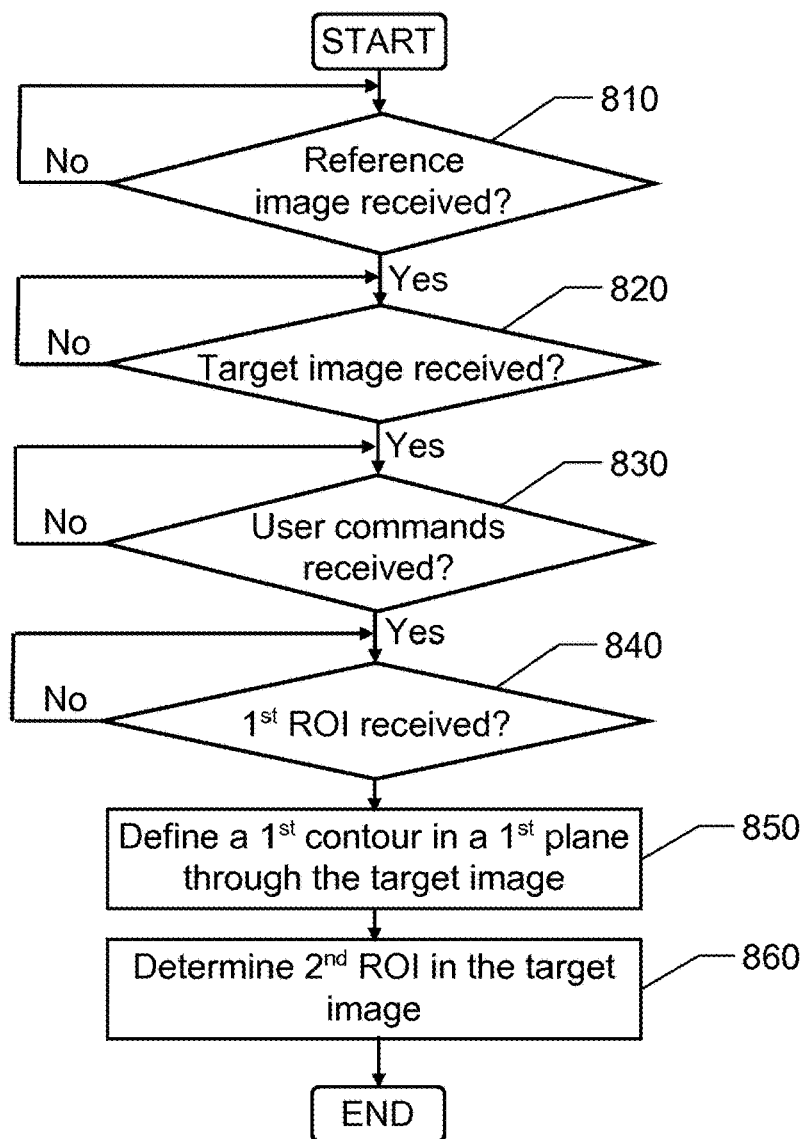 START
810
Reference
image received?
No
Yes
820
Target image received?
No
Yes
830
User commands
received?
No
Yes
840
1st ROI received?
No
Define a 1st contour in a 1st plane
through the target image
850
Determine 2nd ROI in the target
image
860
END